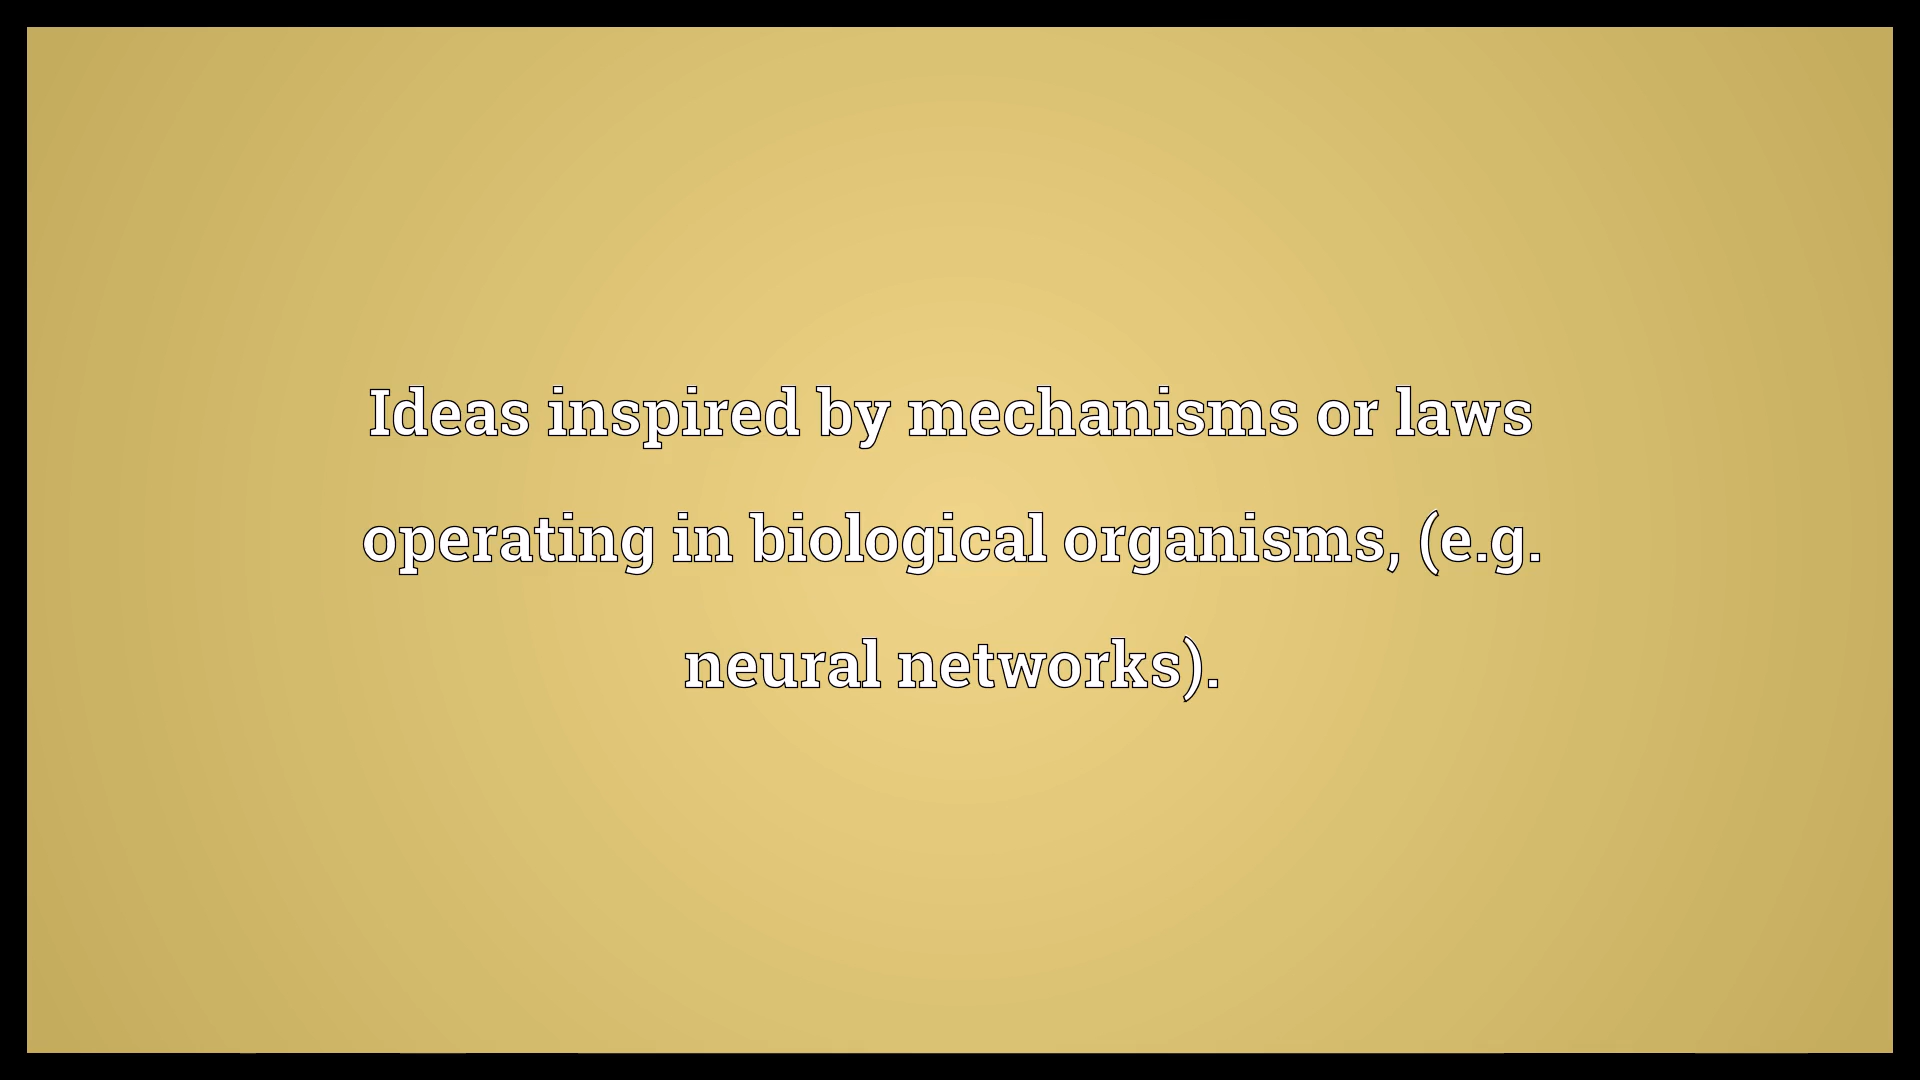 Ideas inspired by mechanisms or laws
operating in biological organisms, (e.g.
neural networks).